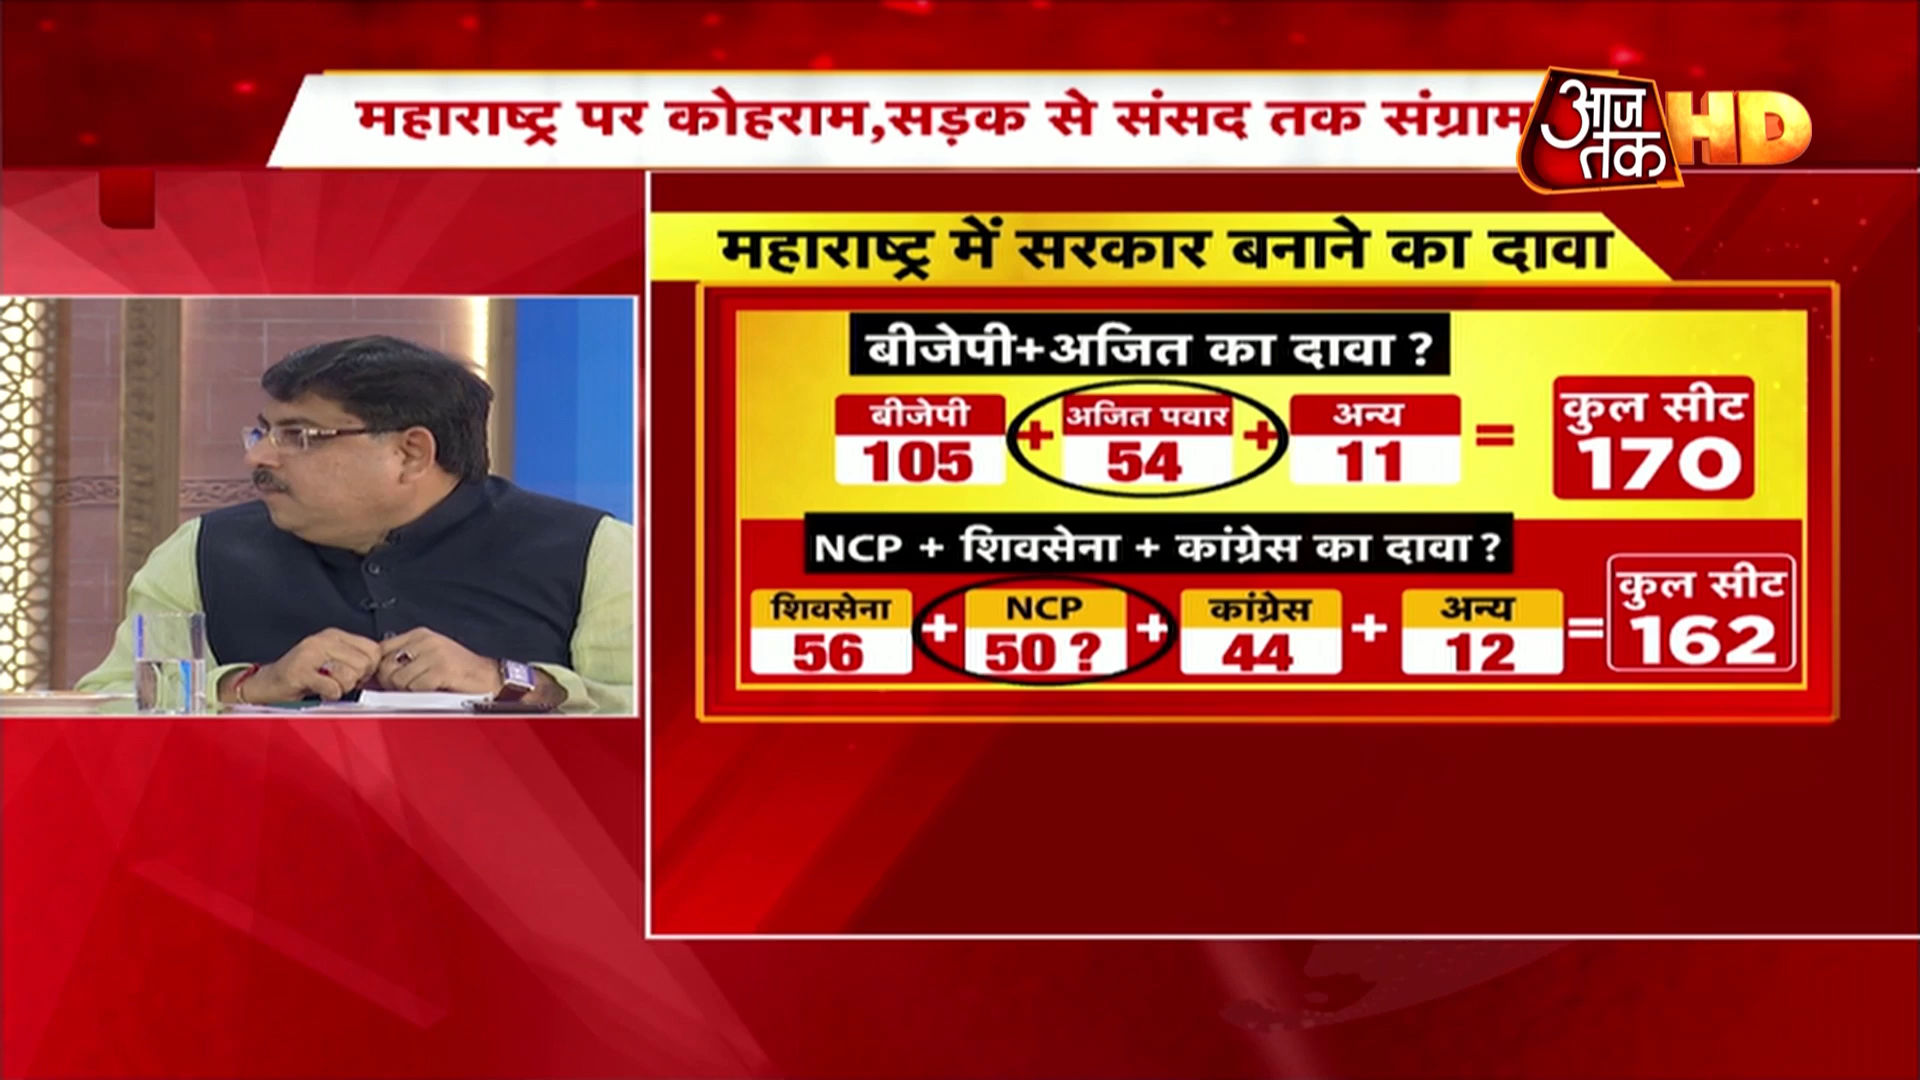 महाराष्ट्र पर कोहराम,सड़क से संसद तक संग्राम
आज तक HD
महाराष्ट्र में सरकार बनाने का दावा
बीजेपी+अजित का दावा ?
बीजेपी + अजित पवार + अन्य = कुल सीट
105 54 11 170
NCP + शिवसेना + कांग्रेस का दावा ?
शिवसेना + NCP + कांग्रेस + अन्य = कुल सीट
56 50 ? 44 12 162